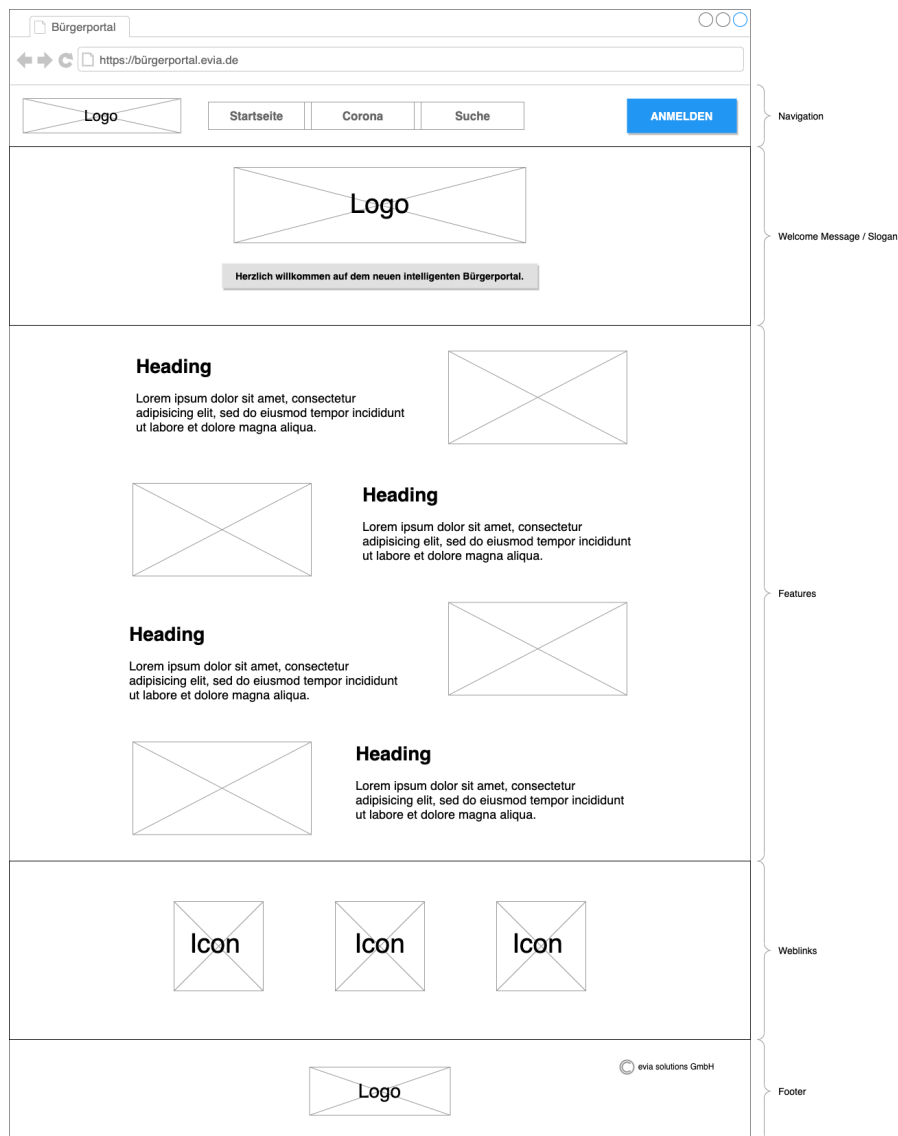 Bürgerportal
https://bürgerportal.evia.de
Logo
Startseite
Corona
Suche
ANMELDEN
Navigation
Logo
Herzlich willkommen auf dem neuen intelligenten Bürgerportal.
Welcome Message / Slogan
Heading
Lorem ipsum dolor sit amet, consectetur
adipisicing elit, sed do eiusmod tempor incididunt
ut labore et dolore magna aliqua.
Heading
Lorem ipsum dolor sit amet, consectetur
adipisicing elit, sed do eiusmod tempor incididunt
ut labore et dolore magna aliqua.
Features
Heading
Lorem ipsum dolor sit amet, consectetur
adipisicing elit, sed do eiusmod tempor incididunt
ut labore et dolore magna aliqua.
Heading
Lorem ipsum dolor sit amet, consectetur
adipisicing elit, sed do eiusmod tempor incididunt
ut labore et dolore magna aliqua.
Icon
Icon
Icon
Weblinks
© evia solutions GmbH
Logo
Footer